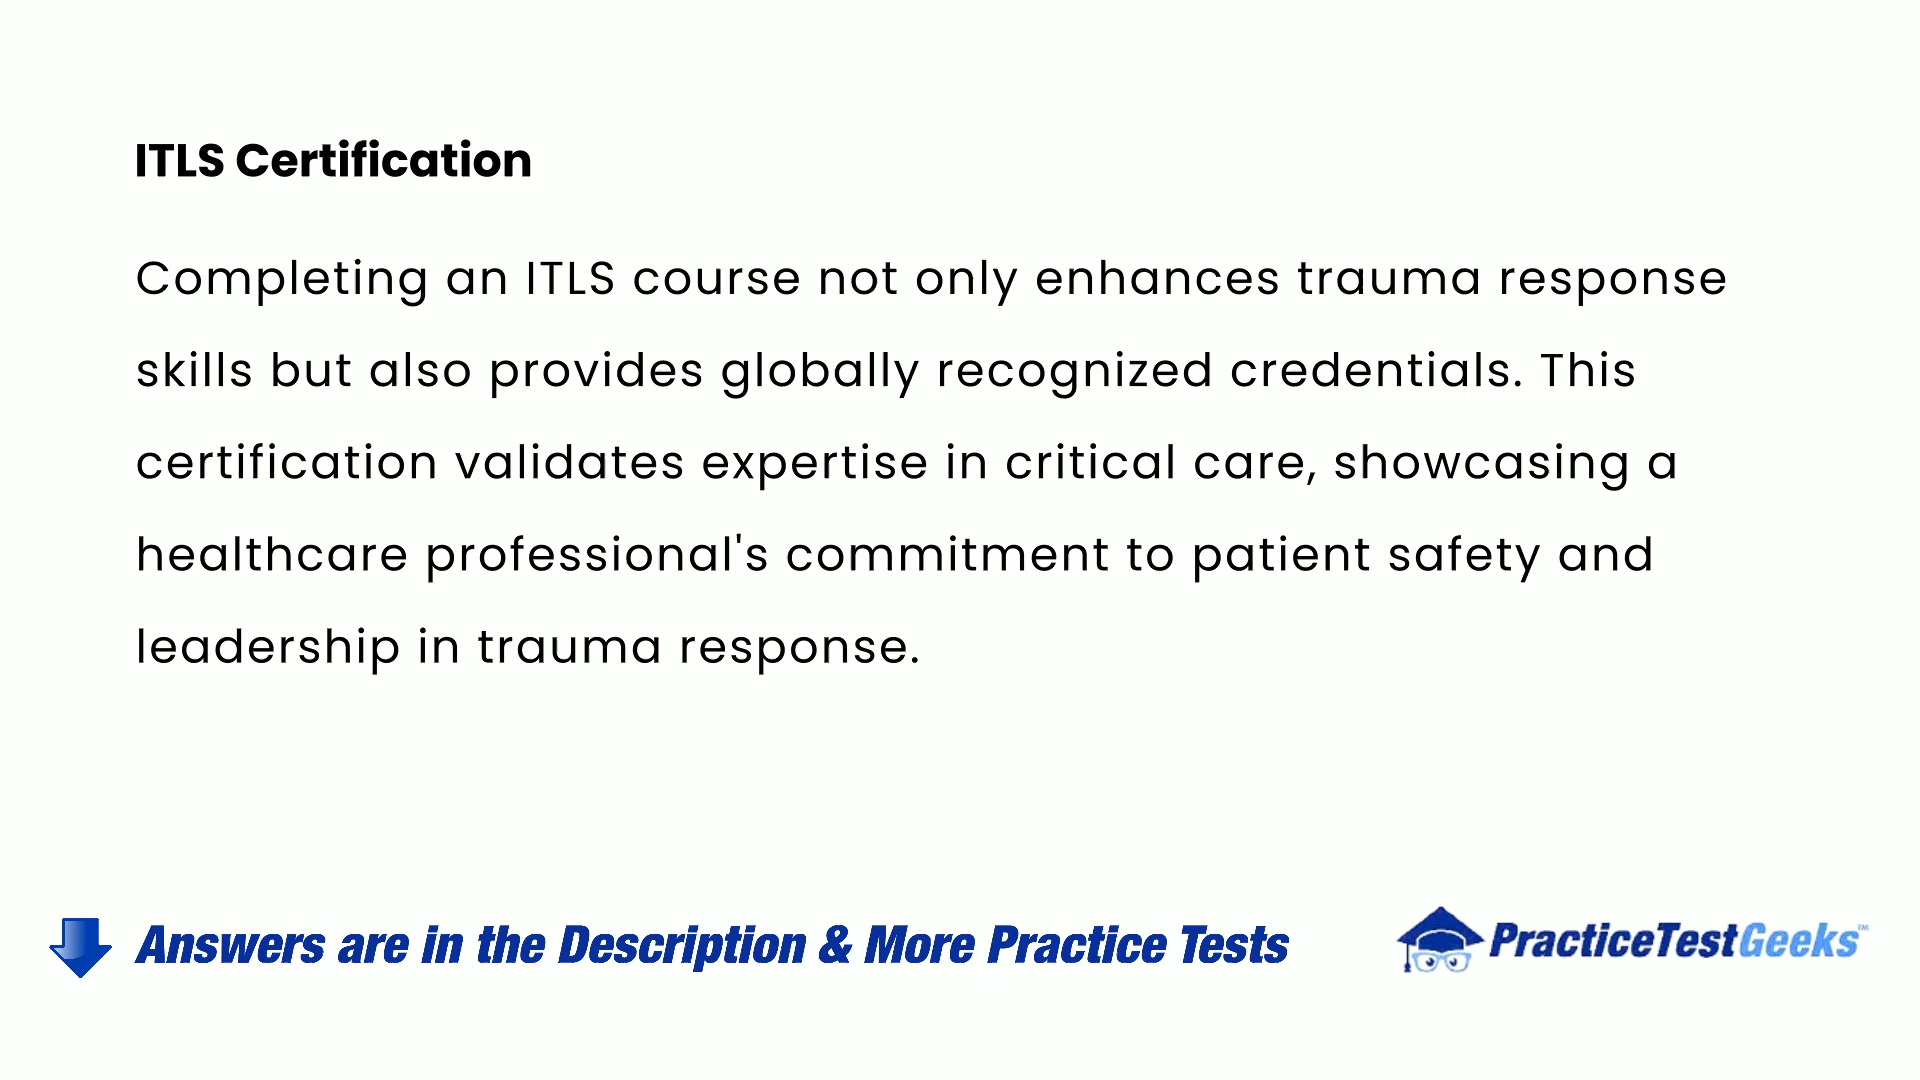 ITLS Certification
Completing an ITLS course not only enhances trauma response
skills but also provides globally recognized credentials. This
certification validates expertise in critical care, showcasing a
healthcare professional's commitment to patient safety and
leadership in trauma response.
Answers are in the Description & More Practice Tests
PracticeTestGeeks™